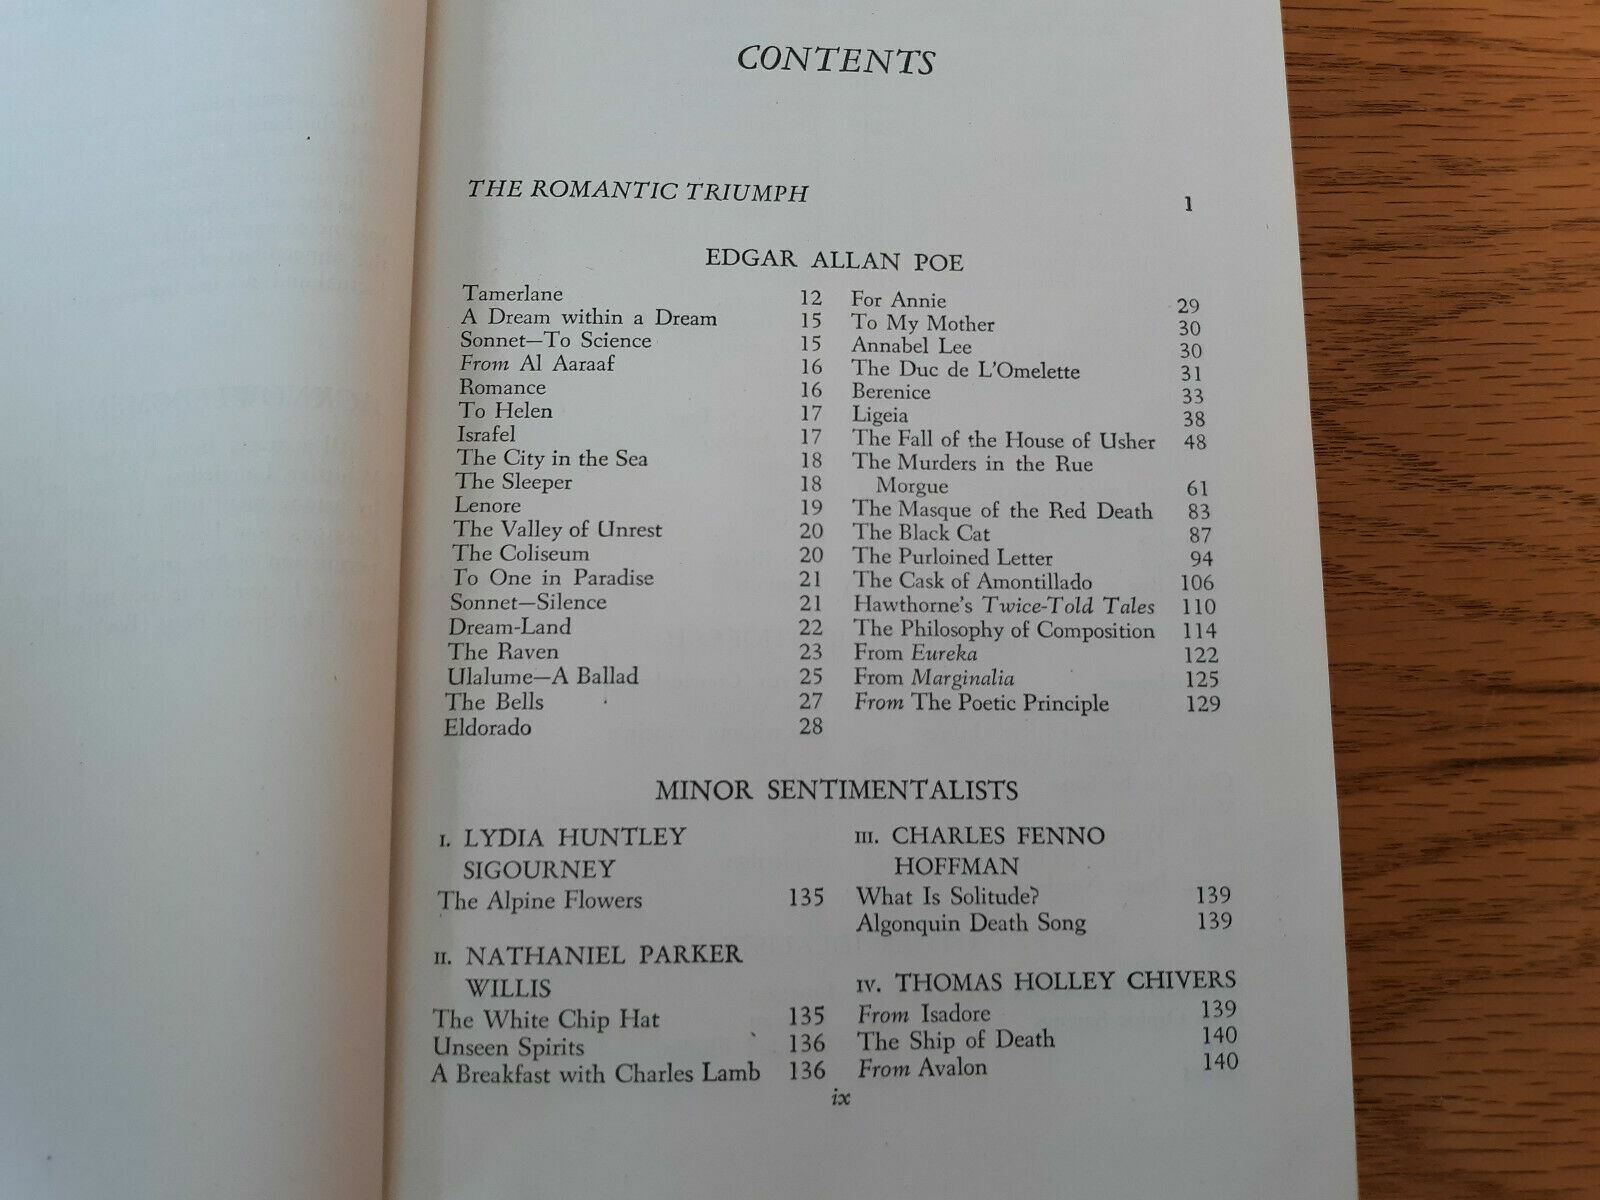 CONTENTS
THE ROMANTIC TRIUMPH 1
EDGAR ALLAN POE
Tamerlane 12
A Dream within a Dream 15
Sonnet—To Science 15
From Al Aaraaf 16
Romance 16
To Helen 17
Israfel 17
The City in the Sea 18
The Sleeper 18
Lenore 19
The Valley of Unrest 20
The Coliseum 20
To One in Paradise 21
Sonnet—Silence 21
Dream-Land 22
The Raven 23
Ulalume—A Ballad 25
The Bells 27
Eldorado 28
For Annie 29
To My Mother 30
Annabel Lee 30
The Duc de L'Omelette 31
Berenice 33
Ligeia 38
The Fall of the House of Usher 48
The Murders in the Rue
Morgue 61
The Masque of the Red Death 83
The Black Cat 87
The Purloined Letter 94
The Cask of Amontillado 106
Hawthorne's Twice-Told Tales 110
The Philosophy of Composition 114
From Eureka 122
From Marginalia 125
From The Poetic Principle 129
MINOR SENTIMENTALISTS
I. LYDIA HUNTLEY
SIGOURNEY
The Alpine Flowers 135
II. NATHANIEL PARKER
WILLIS
The White Chip Hat 135
Unseen Spirits 136
A Breakfast with Charles Lamb 136
III. CHARLES FENNO
HOFFMAN
What Is Solitude? 139
Algonquin Death Song 139
IV. THOMAS HOLLEY CHIVERS
From Isadore 139
The Ship of Death 140
From Avalon 140
ix